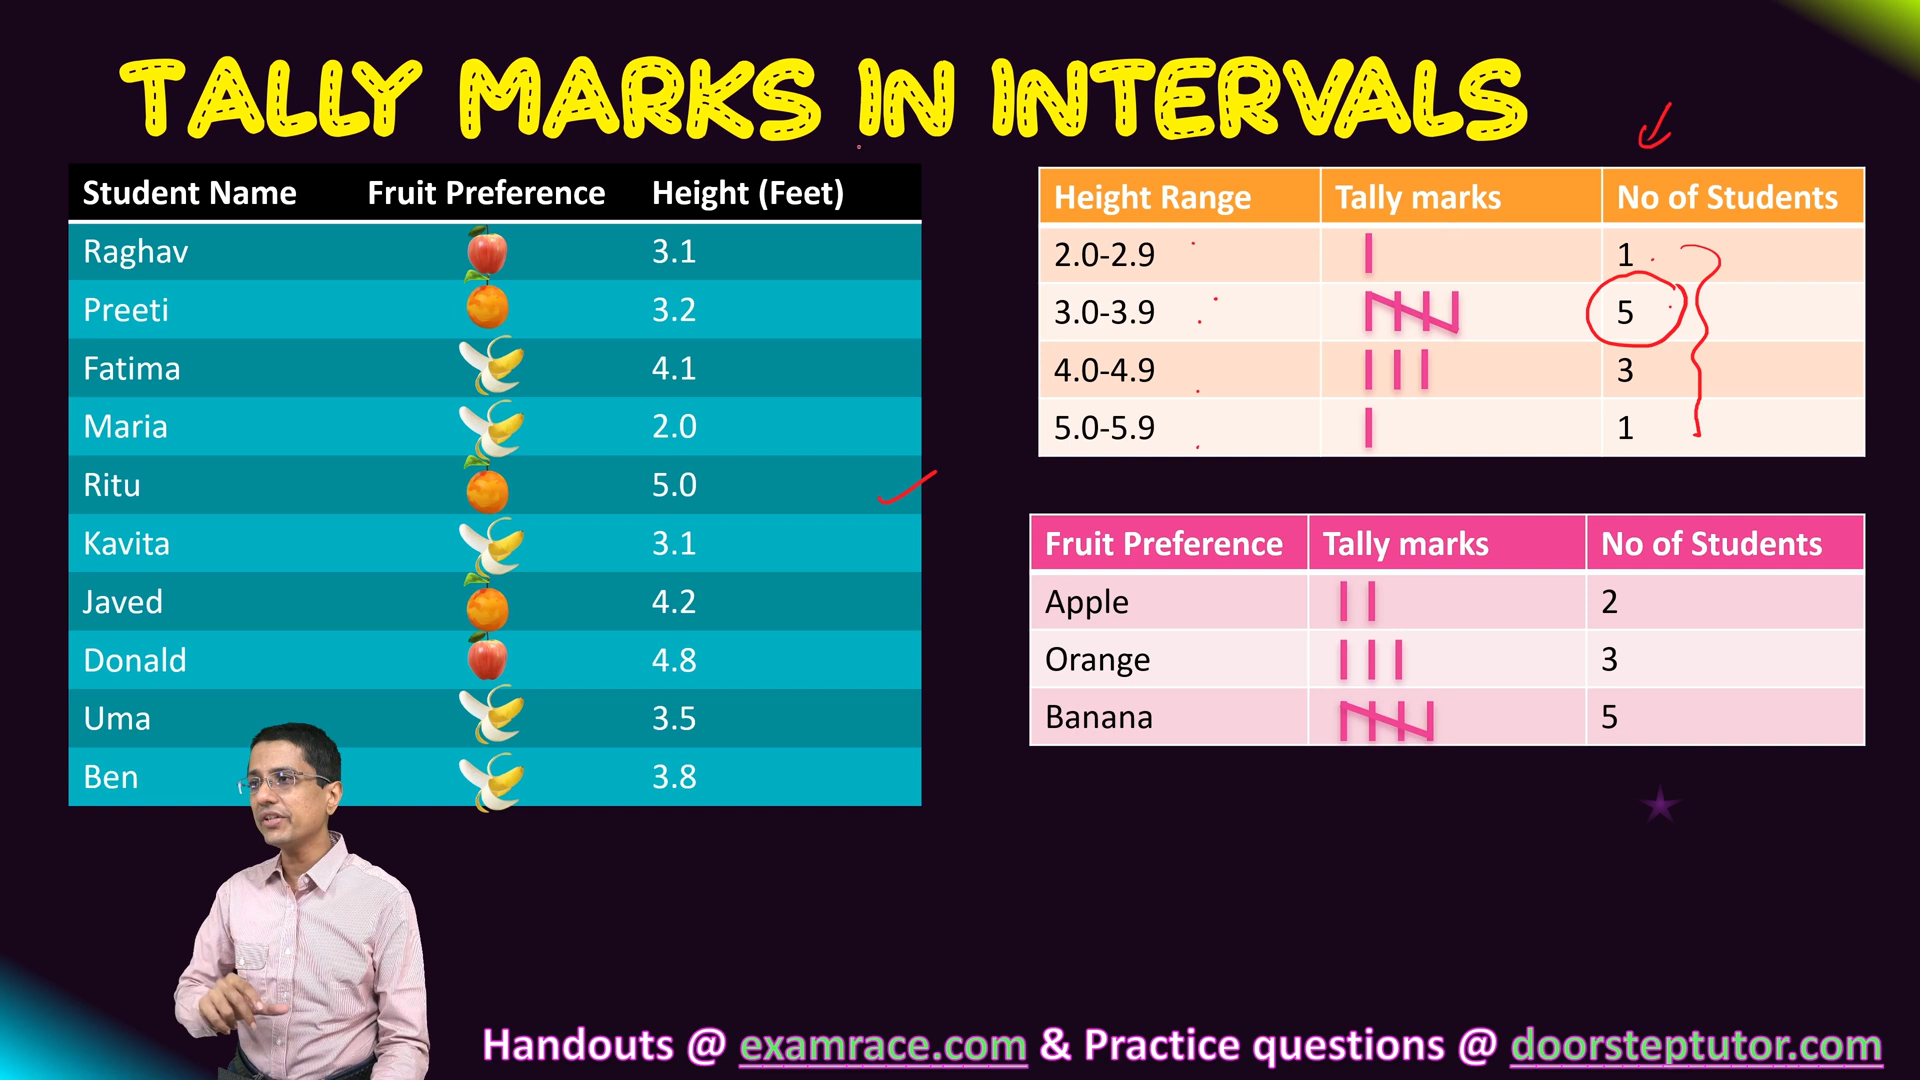 TALLY MARKS IN INTERVALS
Student Name Fruit Preference Height (Feet)
Raghav 3.1
Preeti 3.2
Fatima 4.1
Maria 2.0
Ritu 5.0
Kavita 3.1
Javed 4.2
Donald 4.8
Uma 3.5
Ben 3.8
Height Range Tally marks No of Students
2.0-2.9 1
3.0-3.9 5
4.0-4.9 3
5.0-5.9 1
Fruit Preference Tally marks No of Students
Apple 2
Orange 3
Banana 5
Handouts @ examrace.com & Practice questions @ doorsteptutor.com